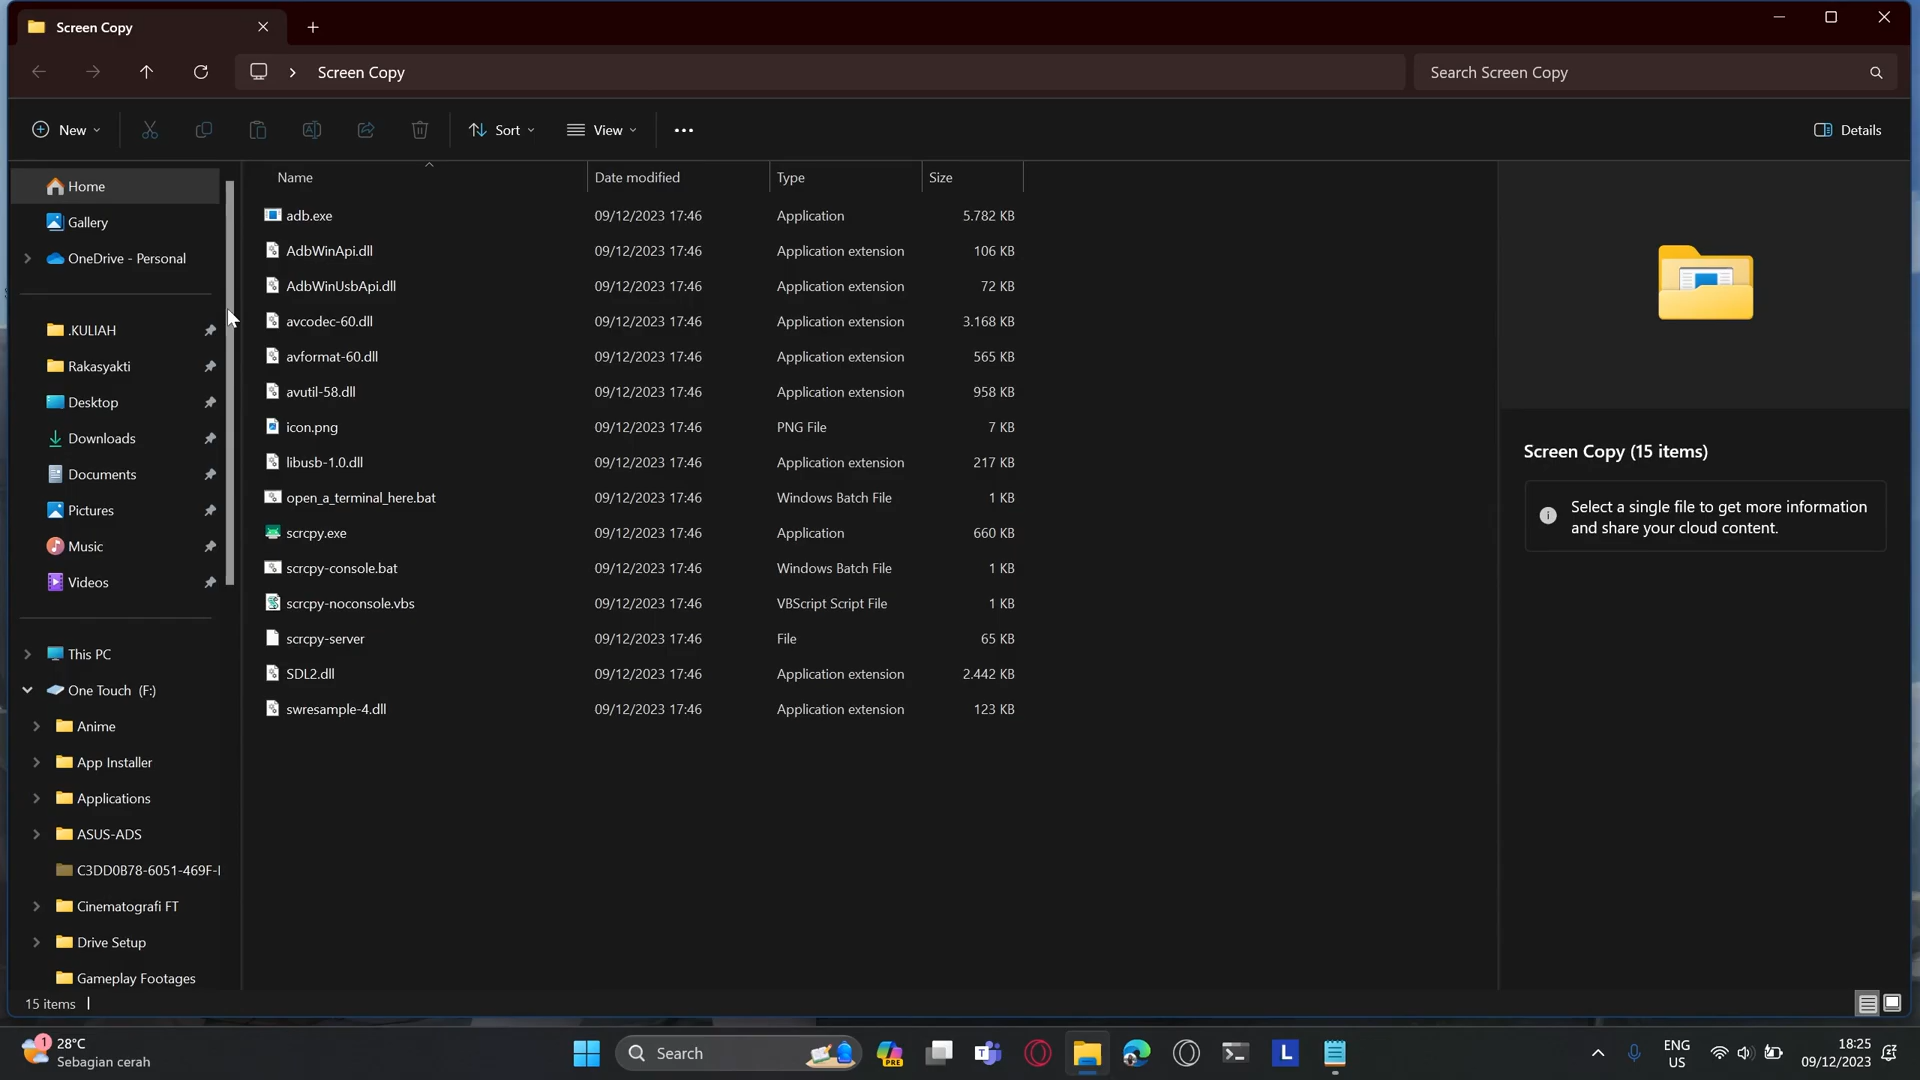 Screen Copy
Screen Copy
Search Screen Copy
New
Sort
View
Details
Name Date modified Type Size
Home
Gallery
OneDrive - Personal
.KULIAH
Rakasyakti
Desktop
Downloads
Documents
Pictures
Music
Videos
This PC
One Touch (F:)
Anime
App Installer
Applications
ASUS-ADS
C3DD0B78-6051-469F-
Cinematografi FT
Drive Setup
Gameplay Footages
adb.exe 09/12/2023 17:46 Application 5.782 KB
AdbWinApi.dll 09/12/2023 17:46 Application extension 106 KB
AdbWinUsbApi.dll 09/12/2023 17:46 Application extension 72 KB
avcodec-60.dll 09/12/2023 17:46 Application extension 3.168 KB
avformat-60.dll 09/12/2023 17:46 Application extension 565 KB
avutil-58.dll 09/12/2023 17:46 Application extension 958 KB
icon.png 09/12/2023 17:46 PNG File 7 KB
libusb-1.0.dll 09/12/2023 17:46 Application extension 217 KB
open_a_terminal_here.bat 09/12/2023 17:46 Windows Batch File 1 KB
scrcpy.exe 09/12/2023 17:46 Application 660 KB
scrcpy-console.bat 09/12/2023 17:46 Windows Batch File 1 KB
scrcpy-noconsole.vbs 09/12/2023 17:46 VBScript Script File 1 KB
scrcpy-server 09/12/2023 17:46 File 65 KB
SDL2.dll 09/12/2023 17:46 Application extension 2.442 KB
swresample-4.dll 09/12/2023 17:46 Application extension 123 KB
Screen Copy (15 items)
Select a single file to get more information
and share your cloud content.
15 items
1
28°C
Sebagian cerah
Search
PRE
L
ENG
US
18:25
09/12/2023